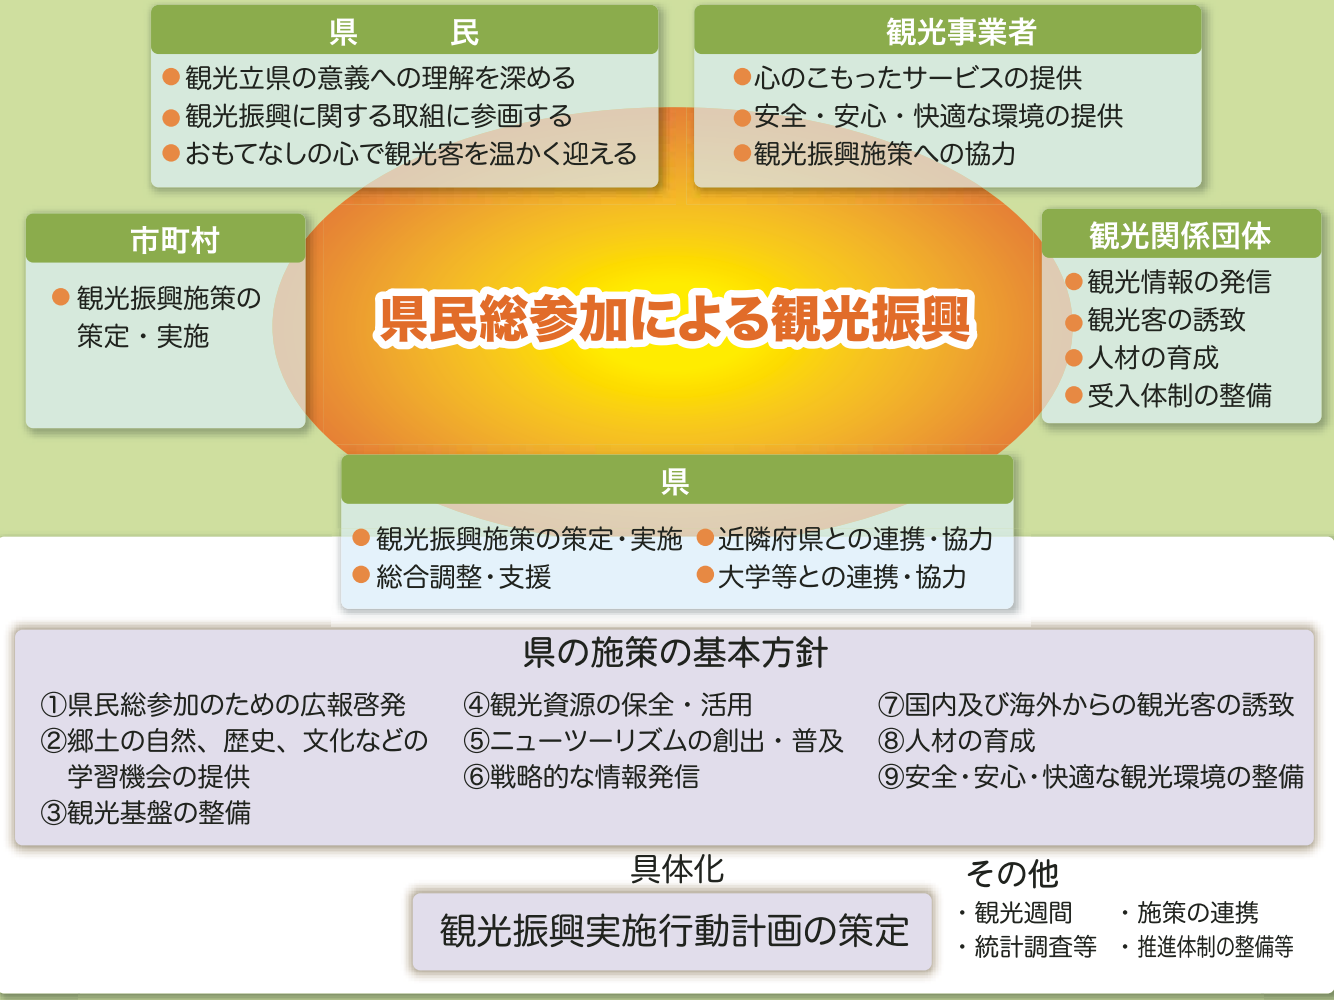 県　民
●観光立県の意義への理解を深める
●観光振興に関する取組に参画する
●おもてなしの心で観光客を温かく迎える
観光事業者
●心のこもったサービスの提供
●安全・安心・快適な環境の提供
●観光振興施策への協力
市町村
●観光振興施策の
策定・実施
県民総参加による観光振興
観光関係団体
●観光情報の発信
●観光客の誘致
●人材の育成
●受入体制の整備
県
●観光振興施策の策定・実施
●総合調整・支援
●近隣府県との連携・協力
●大学等との連携・協力
県の施策の基本方針
①県民総参加のための広報啓発
②郷土の自然、歴史、文化などの
学習機会の提供
③観光基盤の整備
④観光資源の保全・活用
⑤ニューツーリズムの創出・普及
⑥戦略的な情報発信
⑦国内及び海外からの観光客の誘致
⑧人材の育成
⑨安全・安心・快適な観光環境の整備
具体化
観光振興実施行動計画の策定
その他
・観光週間
・統計調査等
・施策の連携
・推進体制の整備等